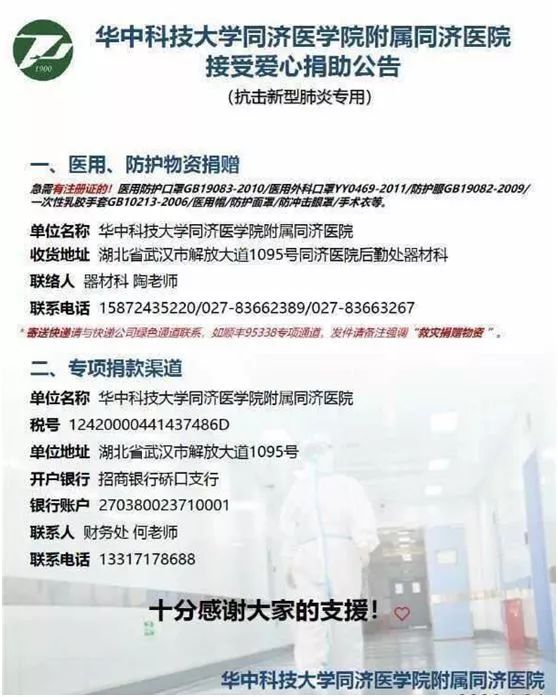 1900
华中科技大学同济医学院附属同济医院
接受爱心捐助公告
（抗击新型肺炎专用）
一、医用、防护物资捐赠
急需有注册证的！医用防护口罩GB19083-2010/医用外科口罩YY0469-2011/防护眼GB19082-2009/
一次性乳胶手套GB10213-2006/医用帽/防护面罩/防冲击眼罩/手术衣等。
单位名称 华中科技大学同济医学院附属同济医院
收货地址 湖北省武汉市解放大道1095号同济医院后勤处器材科
联络人 器材科 陶老师
联系电话 15872435220/027-83662389/027-83663267
*寄送快递请与快递公司绿色通道联系，如顺丰95338专项通道，发件请备注强调“救灾捐赠物资”。
二、专项捐款渠道
单位名称 华中科技大学同济医学院附属同济医院
税号 12420000441437486D
单位地址 湖北省武汉市解放大道1095号
开户银行 招商银行硚口支行
银行账户 270380023710001
联系人 财务处 何老师
联系电话 13317178688
十分感谢大家的支援！
华中科技大学同济医学院附属同济医院